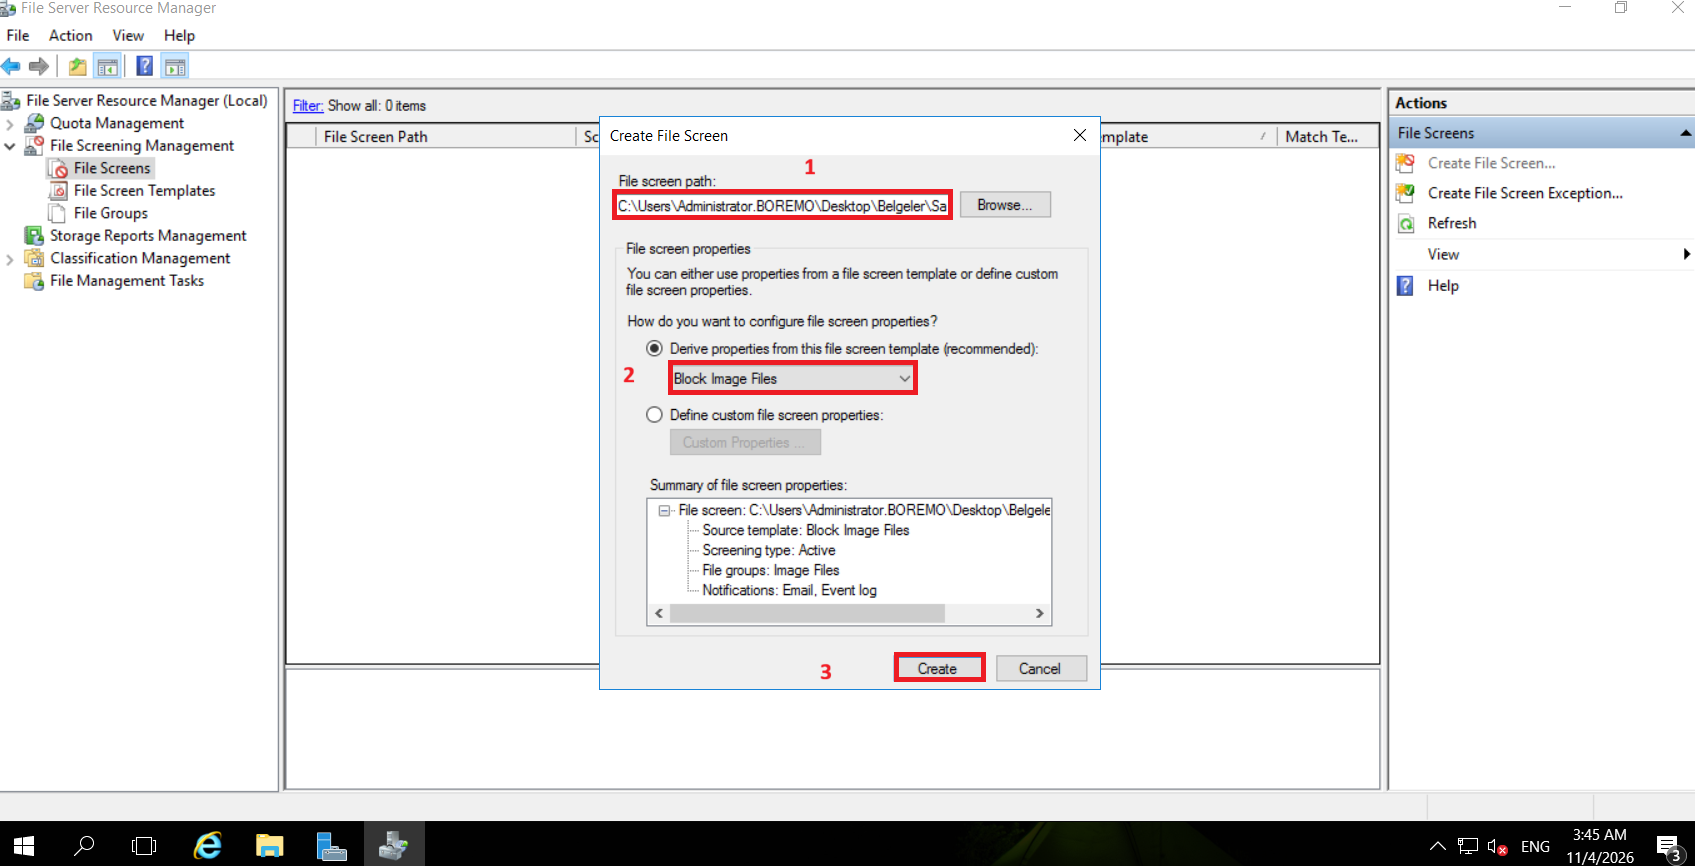 File Server Resource Manager
File Action View Help
File Server Resource Manager (Local)
Quota Management
File Screening Management
File Screens
File Screen Templates
File Groups
Storage Reports Management
Classification Management
File Management Tasks
Filter: Show all: 0 items
File Screen Path
Sc
mplate
Match Te...
Create File Screen
1
File screen path:
C:\Users\Administrator.BOREMO\Desktop\Belgeler\Sa
Browse...
File screen properties
You can either use properties from a file screen template or define custom
file screen properties.
How do you want to configure file screen properties?
Derive properties from this file screen template (recommended):
2
Block Image Files
Define custom file screen properties:
Custom Properties ...
Summary of file screen properties:
File screen: C:\Users\Administrator.BOREMO\Desktop\Belgele
Source template: Block Image Files
Screening type: Active
File groups: Image Files
Notifications: Email, Event log
3
Create
Cancel
Actions
File Screens
Create File Screen...
Create File Screen Exception...
Refresh
View
Help
ENG
3:45 AM
11/4/2026
3